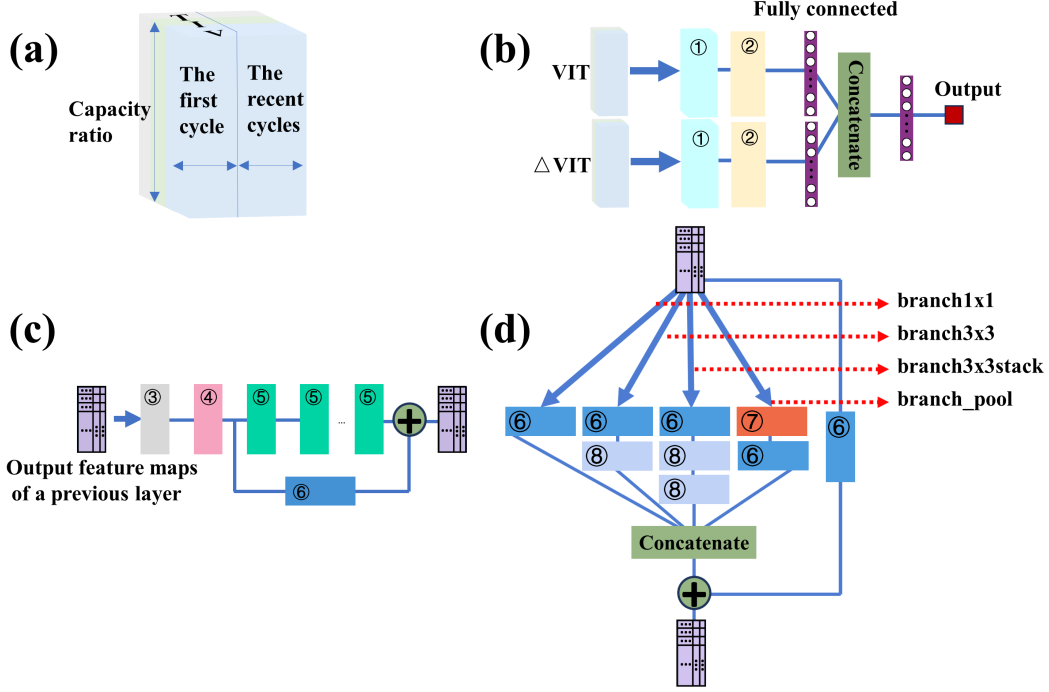 (a)
The
first
cycle
The
recent
cycles
Capacity
ratio
(b)
Fully connected
VIT
①
②
△VIT
①
②
Concatenate
Output
(c)
③
④
⑤
⑤
...
⑤
⑥
Output feature maps
of a previous layer
(d)
branch1x1
branch3x3
branch3x3stack
branch_pool
⑥
⑥
⑥
⑦
⑥
⑧
⑧
⑥
⑧
Concatenate